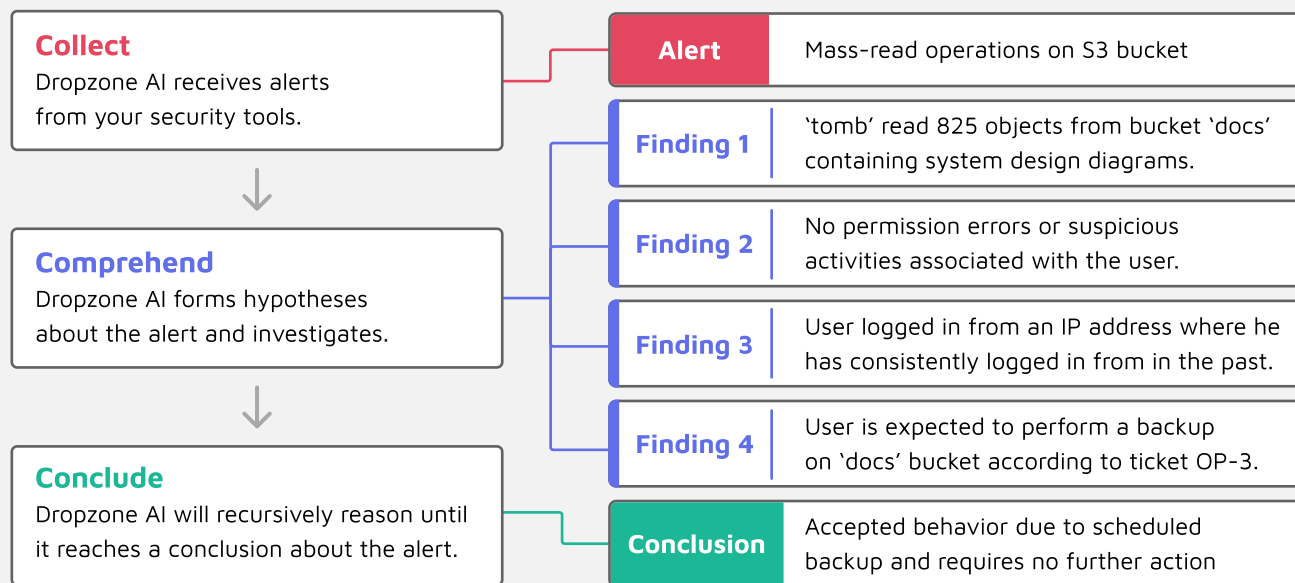 Collect
Dropzone AI receives alerts
from your security tools.
Comprehend
Dropzone AI forms hypotheses
about the alert and investigates.
Conclude
Dropzone AI will recursively reason until
it reaches a conclusion about the alert.
Alert
Mass-read operations on S3 bucket
Finding 1
‘tomb’ read 825 objects from bucket ‘docs’
containing system design diagrams.
Finding 2
No permission errors or suspicious
activities associated with the user.
Finding 3
User logged in from an IP address where he
has consistently logged in from in the past.
Finding 4
User is expected to perform a backup
on ‘docs’ bucket according to ticket OP-3.
Conclusion
Accepted behavior due to scheduled
backup and requires no further action